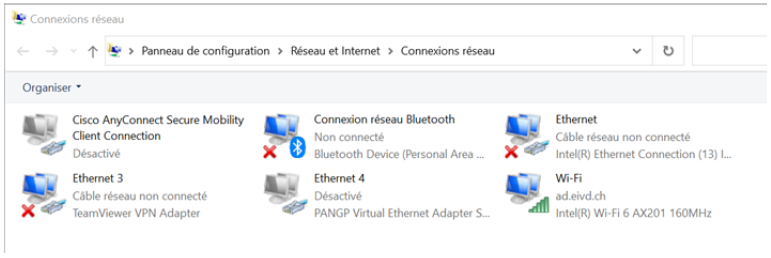 Connexions réseau
Panneau de configuration > Réseau et Internet > Connexions réseau
Organiser
Cisco AnyConnect Secure Mobility
Client Connection
Désactivé
Connexion réseau Bluetooth
Non connecté
Bluetooth Device (Personal Area ...
Ethernet
Câble réseau non connecté
Intel(R) Ethernet Connection (13) I...
Ethernet 3
Câble réseau non connecté
TeamViewer VPN Adapter
Ethernet 4
Désactivé
PANGP Virtual Ethernet Adapter S...
Wi-Fi
ad.eivd.ch
Intel(R) Wi-Fi 6 AX201 160MHz